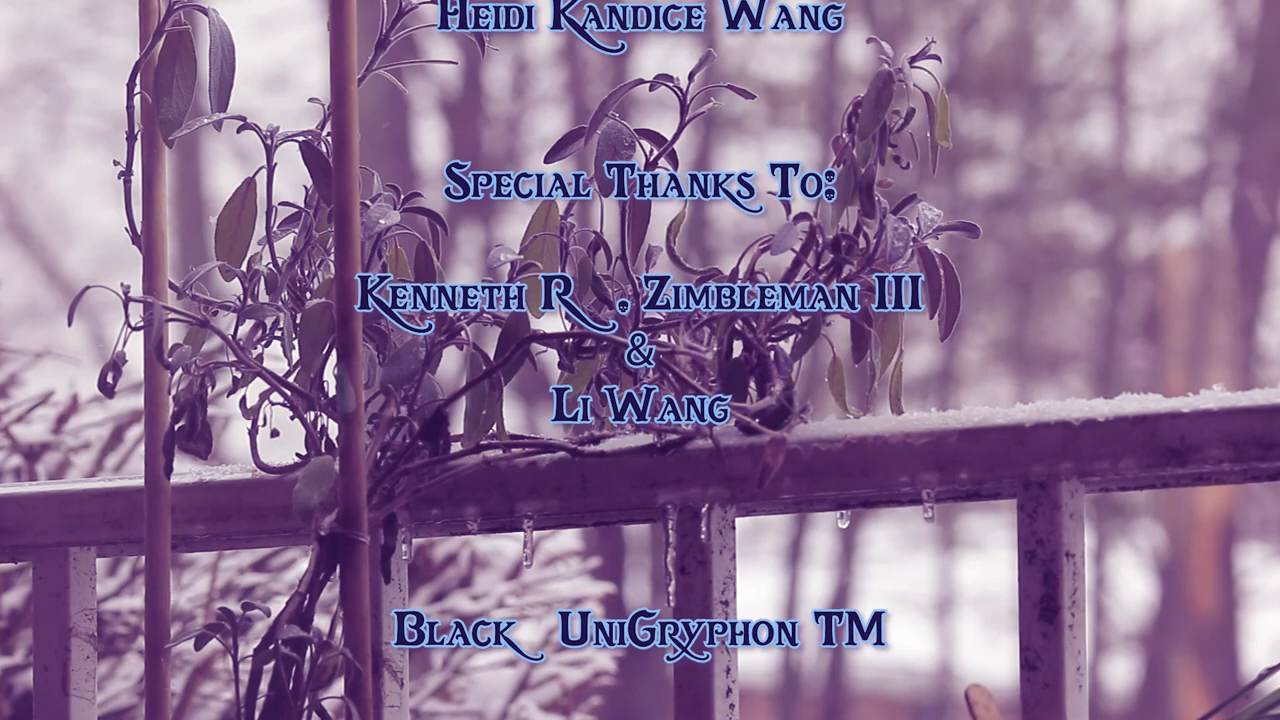 Heidi Kandice Wang
Special Thanks To:
Kenneth R . Zimbleman III
&
Li Wang
Black UniGryphon TM